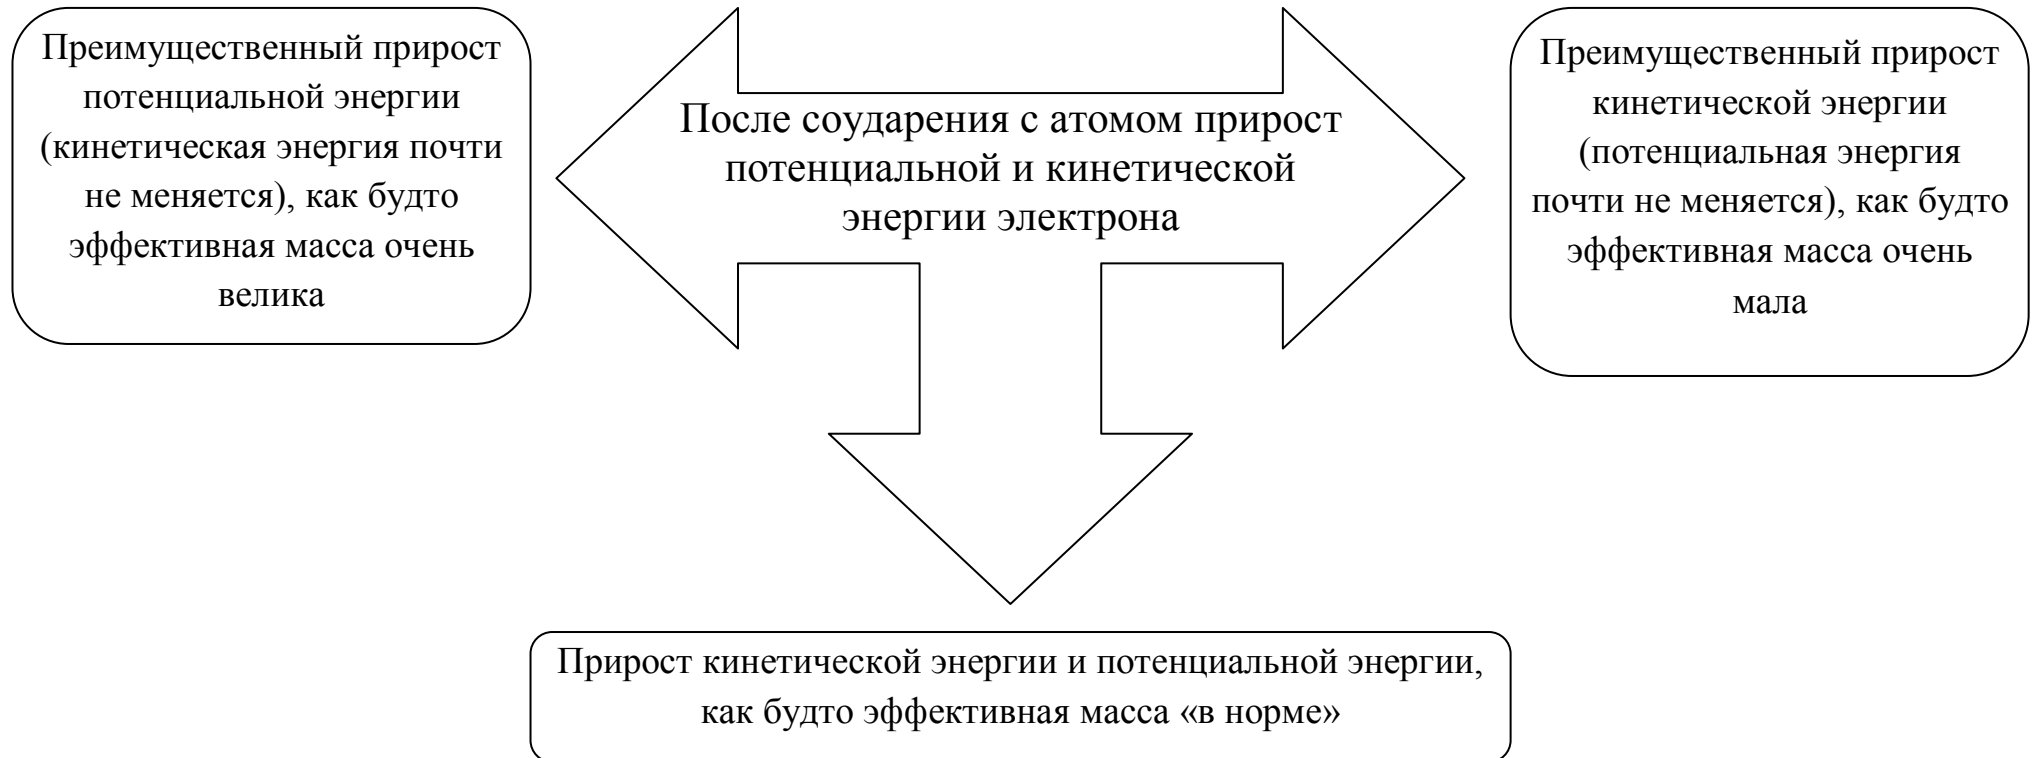 Преимущественный прирост
потенциальной энергии
(кинетическая энергия почти
не меняется), как будто
эффективная масса очень
велика
После соударения с атомом прирост
потенциальной и кинетической
энергии электрона
Преимущественный прирост
кинетической энергии
(потенциальная энергия
почти не меняется), как будто
эффективная масса очень
мала
Прирост кинетической энергии и потенциальной энергии,
как будто эффективная масса «в норме»